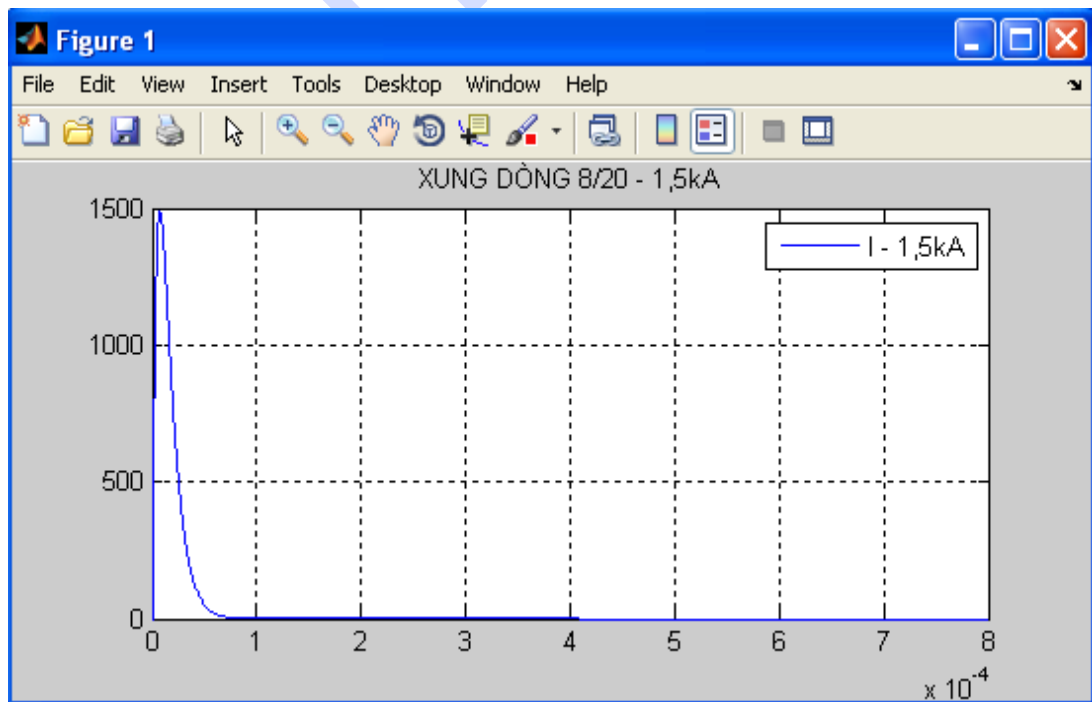 Figure 1
File Edit View Insert Tools Desktop Window Help
XUNG DÒNG 8/20 - 1,5kA
1500
I - 1,5kA
1000
500
0
0 1 2 3 4 5 6 7 8
x 10^-4